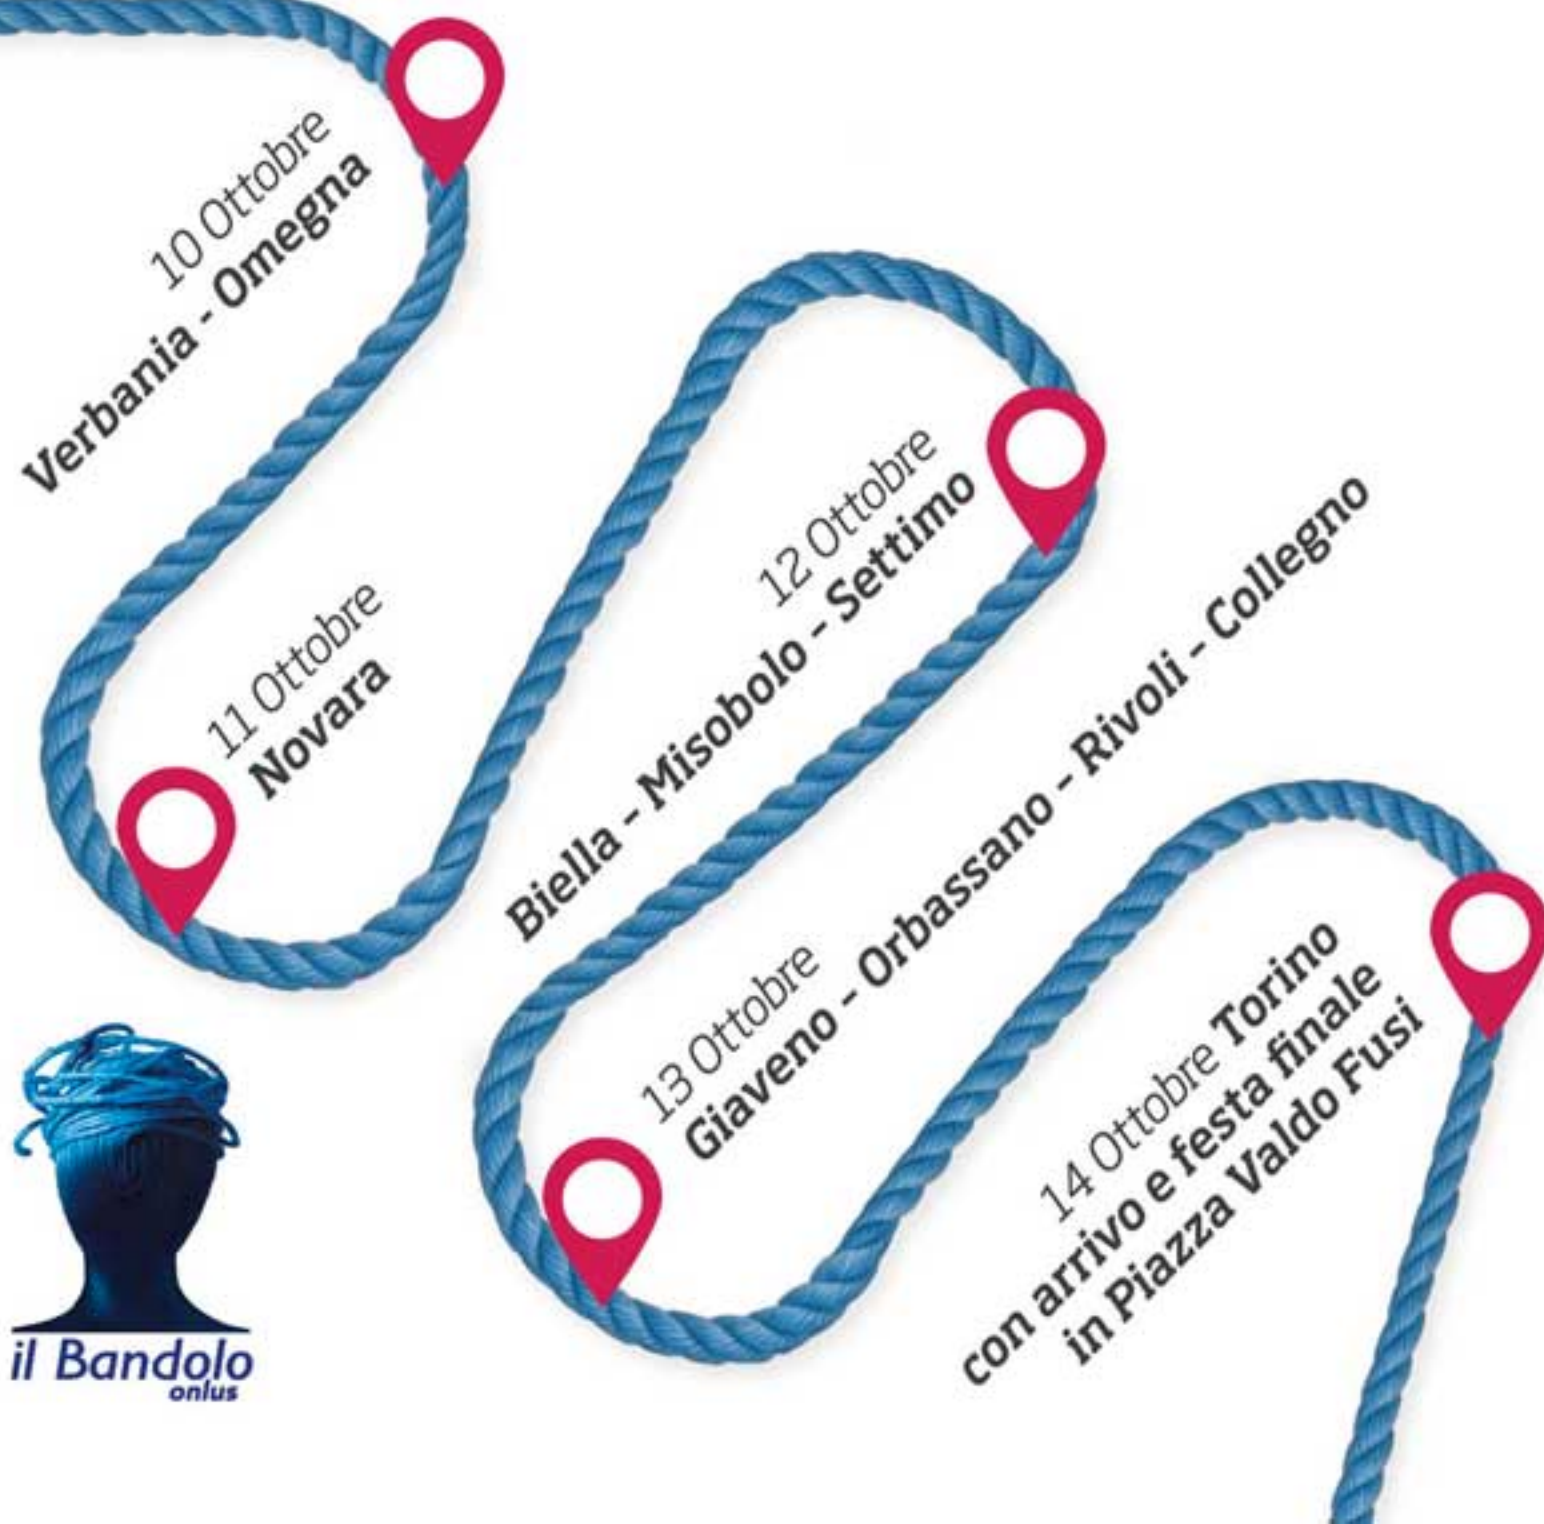 10 Ottobre
Verbania - Omegna
11 Ottobre
Novara
12 Ottobre
Biella - Misobolo - Settimo
13 Ottobre
Giaveno - Orbassano - Rivoli - Collegno
14 Ottobre Torino
con arrivo e festa finale
in Piazza Valdo Fusi
il Bandolo
onlus